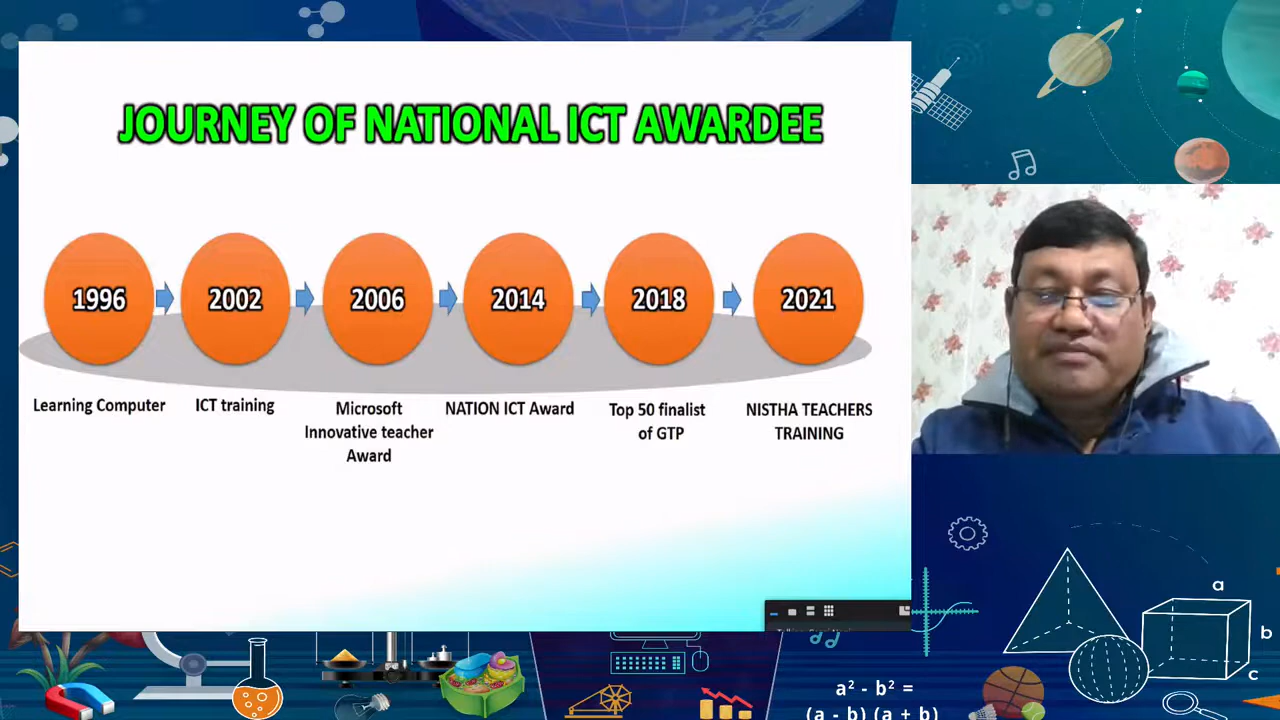 JOURNEY OF NATIONAL ICT AWARDEE
1996
2002
2006
2014
2018
2021
Learning Computer
ICT training
Microsoft
Innovative teacher
Award
NATION ICT Award
Top 50 finalist
of GTP
NISTHA TEACHERS
TRAINING
a
b
c
a² - b² =
(a - b) (a + b)